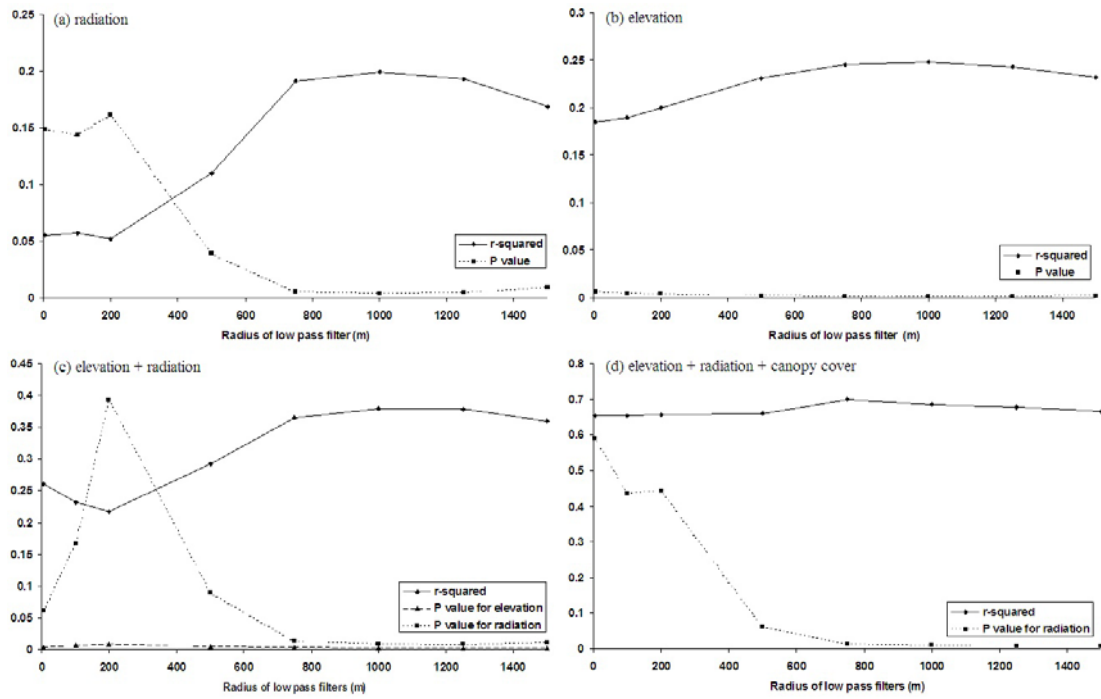 (a) radiation
0.25
0.2
0.15
0.1
0.05
0
0 200 400 600 800 1000 1200 1400
Radius of low pass filter (m)
r-squared
P value
(b) elevation
0.3
0.25
0.2
0.15
0.1
0.05
0
0 200 400 600 800 1000 1200 1400
Radius of low pass filter (m)
r-squared
P value
(c) elevation + radiation
0.45
0.4
0.35
0.3
0.25
0.2
0.15
0.1
0.05
0
0 200 400 600 800 1000 1200 1400
Radius of low pass filters (m)
r-squared
P value for elevation
P value for radiation
(d) elevation + radiation + canopy cover
0.8
0.7
0.6
0.5
0.4
0.3
0.2
0.1
0
0 200 400 600 800 1000 1200 1400
Radius of low pass filters (m)
r-squared
P value for radiation